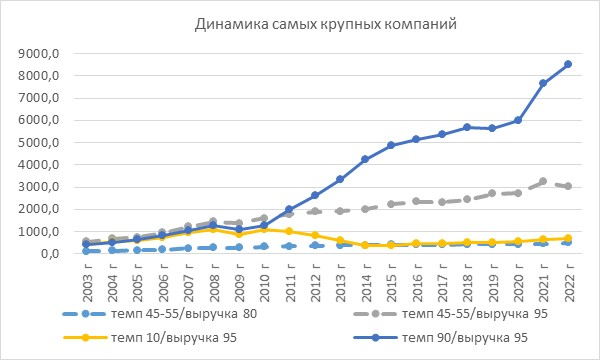 Динамика самых крупных компаний
9000,0
8000,0
7000,0
6000,0
5000,0
4000,0
3000,0
2000,0
1000,0
0,0
2003 г
2004 г
2005 г
2006 г
2007 г
2008 г
2009 г
2010 г
2011 г
2012 г
2013 г
2014 г
2015 г
2016 г
2017 г
2018 г
2019 г
2020 г
2021 г
2022 г
темп 45-55/выручка 80 темп 45-55/выручка 95
темп 10/выручка 95 темп 90/выручка 95